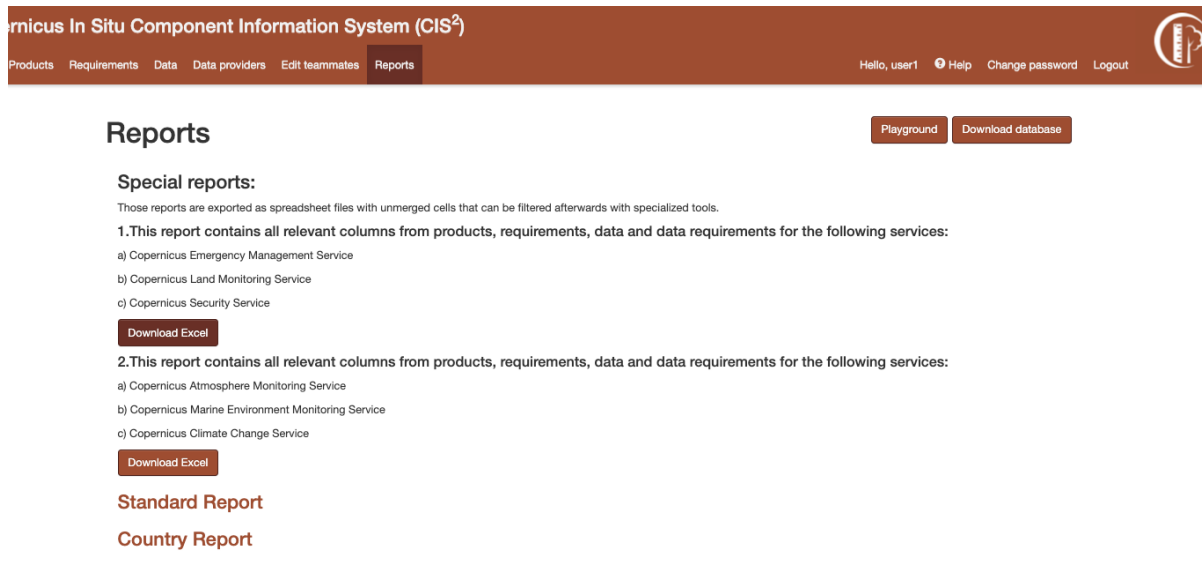 rnicus In Situ Component Information System (CIS²)
Products Requirements Data Data providers Edit teammates Reports Hello, user1 Help Change password Logout
Reports Playground Download database
Special reports:
Those reports are exported as spreadsheet files with unmerged cells that can be filtered afterwards with specialized tools.
1.This report contains all relevant columns from products, requirements, data and data requirements for the following services:
a) Copernicus Emergency Management Service
b) Copernicus Land Monitoring Service
c) Copernicus Security Service
Download Excel
2.This report contains all relevant columns from products, requirements, data and data requirements for the following services:
a) Copernicus Atmosphere Monitoring Service
b) Copernicus Marine Environment Monitoring Service
c) Copernicus Climate Change Service
Download Excel
Standard Report
Country Report